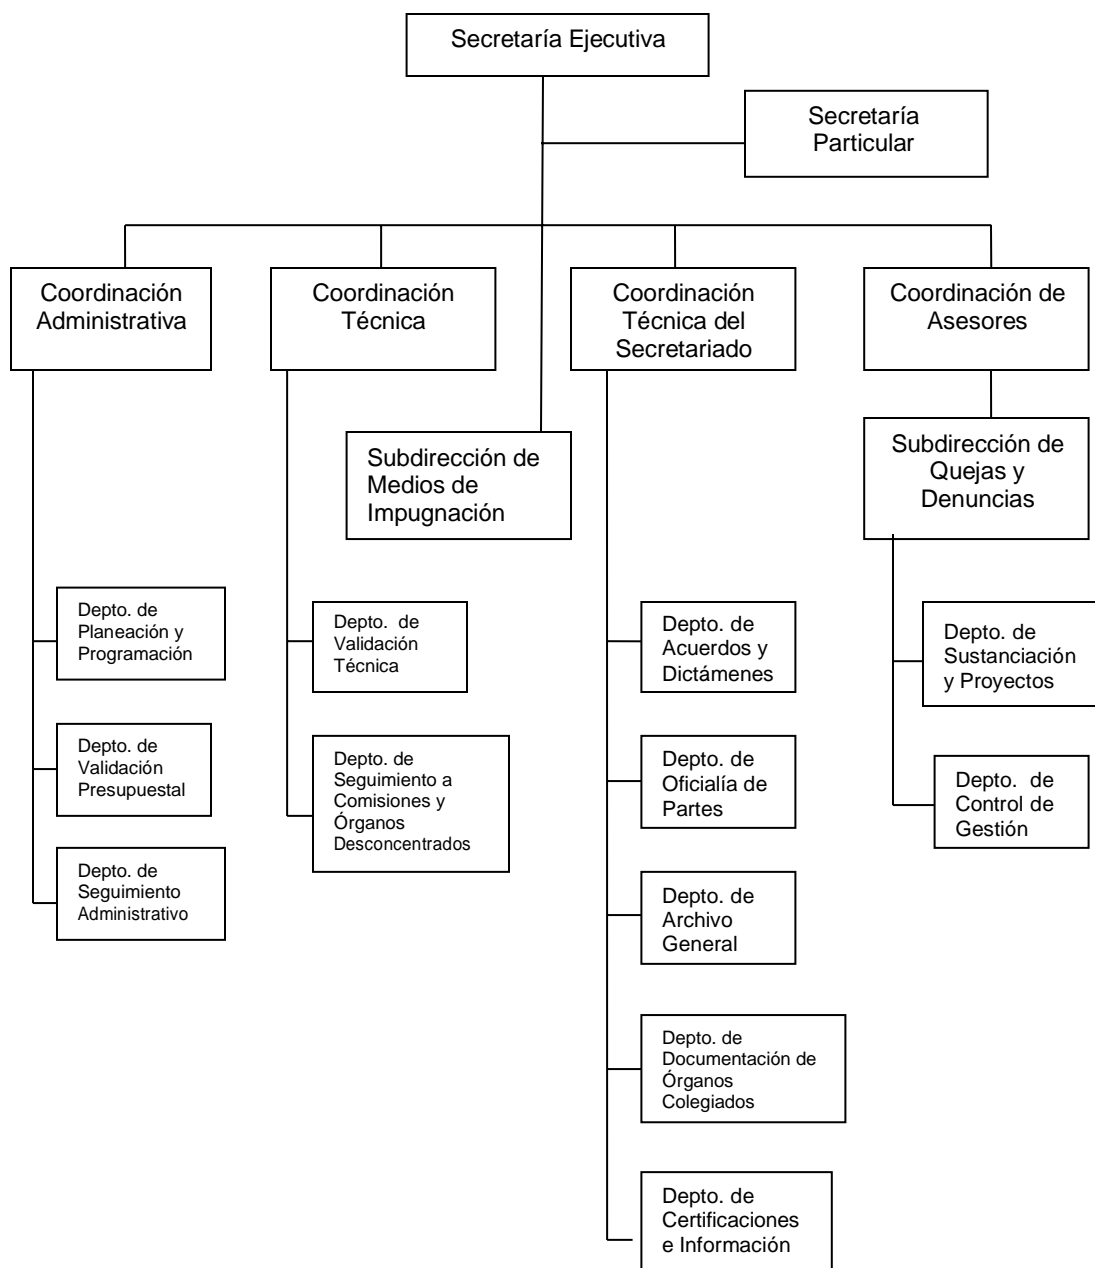 Secretaría Ejecutiva
Secretaría
Particular
Coordinación
Administrativa
Coordinación
Técnica
Coordinación
Técnica del
Secretariado
Coordinación de
Asesores
Subdirección de
Medios de
Impugnación
Subdirección de
Quejas y
Denuncias
Depto. de
Planeación y
Programación
Depto. de
Validación
Técnica
Depto. de
Acuerdos y
Dictámenes
Depto. de
Sustanciación
y Proyectos
Depto. de
Validación
Presupuestal
Depto. de
Seguimiento a
Comisiones y
Órganos
Desconcentrados
Depto. de
Oficialía de
Partes
Depto. de
Control de
Gestión
Depto. de
Seguimiento
Administrativo
Depto. de
Archivo
General
Depto. de
Documentación de
Órganos
Colegiados
Depto. de
Certificaciones
e Información